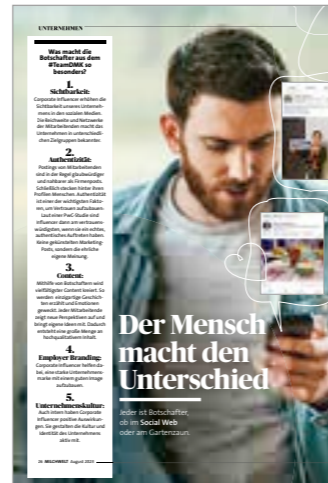 UNTERNEHMEN
Was macht die
Botschafter aus dem
#TeamDMK so
besonders?
1.
Sichtbarkeit:
Corporate Influencer erhöhen die
Sichtbarkeit unseres Unterneh-
mens in den sozialen Medien.
Die Reichweite und Netzwerke
der Mitarbeitenden macht das
Unternehmen in unterschiedli-
chen Zielgruppen bekannter.
2.
Authentizität:
Postings von Mitarbeitenden
sind in der Regel glaubwürdiger
und nahbarer als Firmenposts.
Schließlich stecken hinter ihren
Profilen Menschen. Authentizität
ist einer der wichtigsten Fakto-
ren, um Vertrauen aufzubauen.
Laut einer PwC-Studie sind
Influencer dann am vertrauens-
würdigsten, wenn sie ein echtes,
authentisches Auftreten haben:
Keine gekünstelten Marketing-
Posts, sondern die ehrliche
eigene Meinung.
3.
Content:
Mithilfe von Botschaftern wird
vielfältigster Content kreiert. So
werden einzigartige Geschich-
ten erzählt und Emotionen
geweckt. Jeder Mitarbeitende
zeigt neue Perspektiven auf und
bringt eigene Ideen mit. Dadurch
entsteht eine große Menge an
hochqualitativem Inhalt.
4.
Employer Branding:
Corporate Influencer helfen da-
bei, eine starke Unternehmens-
marke mit einem guten Image
aufzubauen.
5.
Unternehmenskultur:
Auch intern haben Corporate
Influencer positive Auswirkun-
gen. Sie gestalten die Kultur und
Identität des Unternehmens
aktiv mit.
Der Mensch
macht den
Unterschied
Jeder ist Botschafter,
ob im Social Web
oder am Gartenzaun.
26 MILCHWELT August 2023